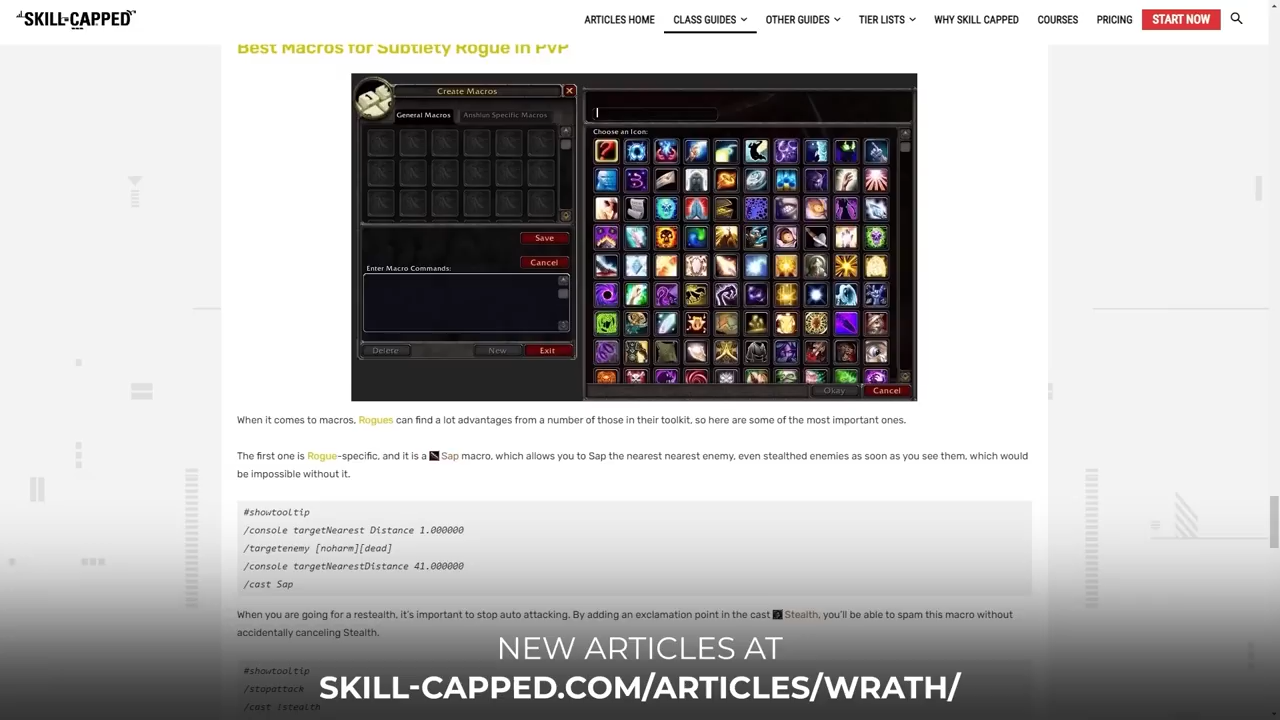 SKILL-CAPPED
ARTICLES HOME CLASS GUIDES OTHER GUIDES TIER LISTS WHY SKILL CAPPED COURSES PRICING START NOW
Best Macros for Subtlety Rogue in PvP
Create Macros
General Macros Anshlun Specific Macros
Choose an Icon:
Save
Cancel
Enter Macro Commands:
Delete New Exit
Okay Cancel
When it comes to macros, Rogues can find a lot advantages from a number of those in their toolkit, so here are some of the most important ones.
The first one is Rogue-specific, and it is a Sap macro, which allows you to Sap the nearest nearest enemy, even stealthed enemies as soon as you see them, which would
be impossible without it.
#showtooltip
/console targetNearest Distance 1.000000
/targetenemy [noharm][dead]
/console targetNearestDistance 41.000000
/cast Sap
When you are going for a restealth, it's important to stop auto attacking. By adding an exclamation point in the cast Stealth, you'll be able to spam this macro without
accidentally canceling Stealth.
NEW ARTICLES AT
#showtooltip
/stopattack
SKILL-CAPPED.COM/ARTICLES/WRATH/
/cast !stealth